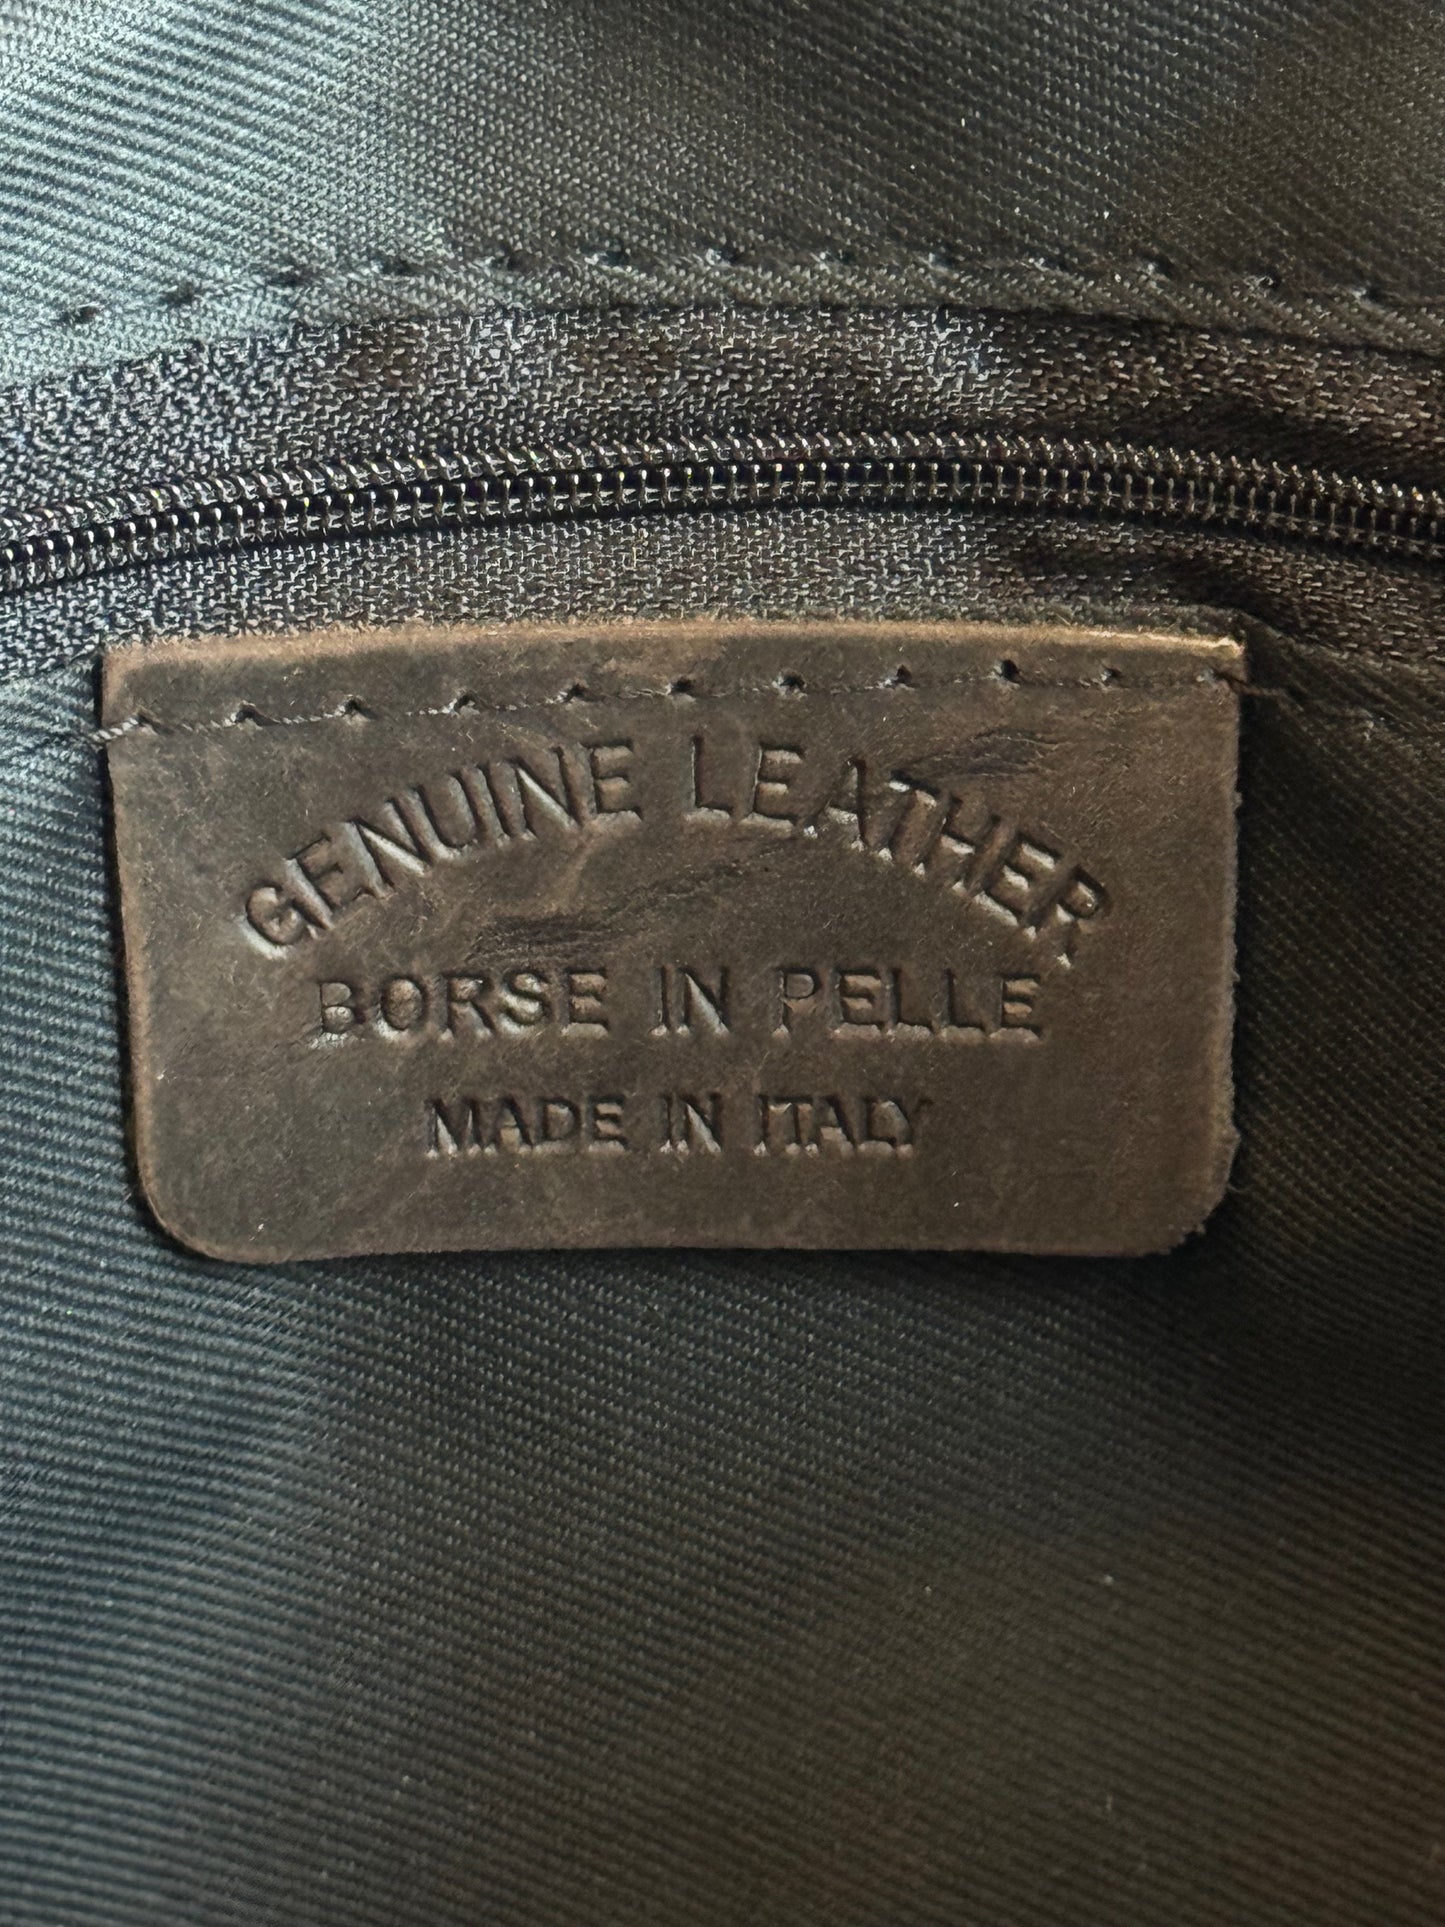 GENUINE LEATHER
BORSE IN PELLE
MADE IN ITALY